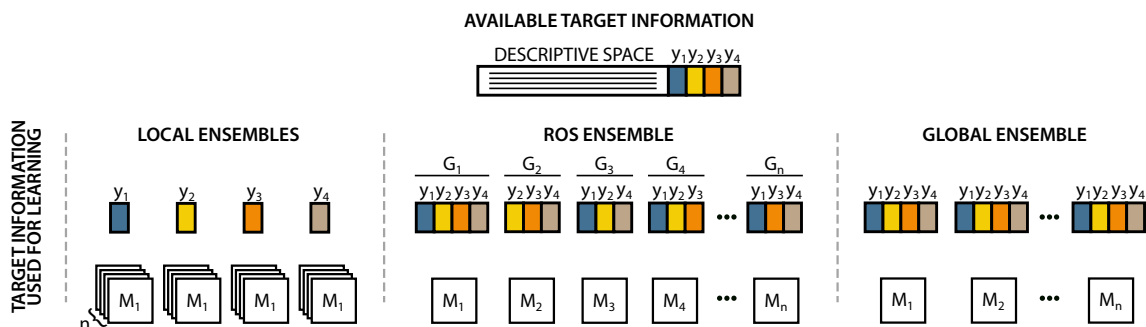 AVAILABLE TARGET INFORMATION
DESCRIPTIVE SPACE y1 y2 y3 y4
TARGET INFORMATION
USED FOR LEARNING
LOCAL ENSEMBLES
y1 y2 y3 y4
M1 M1 M1 M1
n
ROS ENSEMBLE
G1 G2 G3 G4 Gn
y1 y2 y3 y4 y2 y3 y4 y1 y2 y4 y1 y2 y3 ••• y1 y3 y4
M1 M2 M3 M4 ••• Mn
GLOBAL ENSEMBLE
y1 y2 y3 y4 y1 y2 y3 y4 ••• y1 y2 y3 y4
M1 M2 ••• Mn